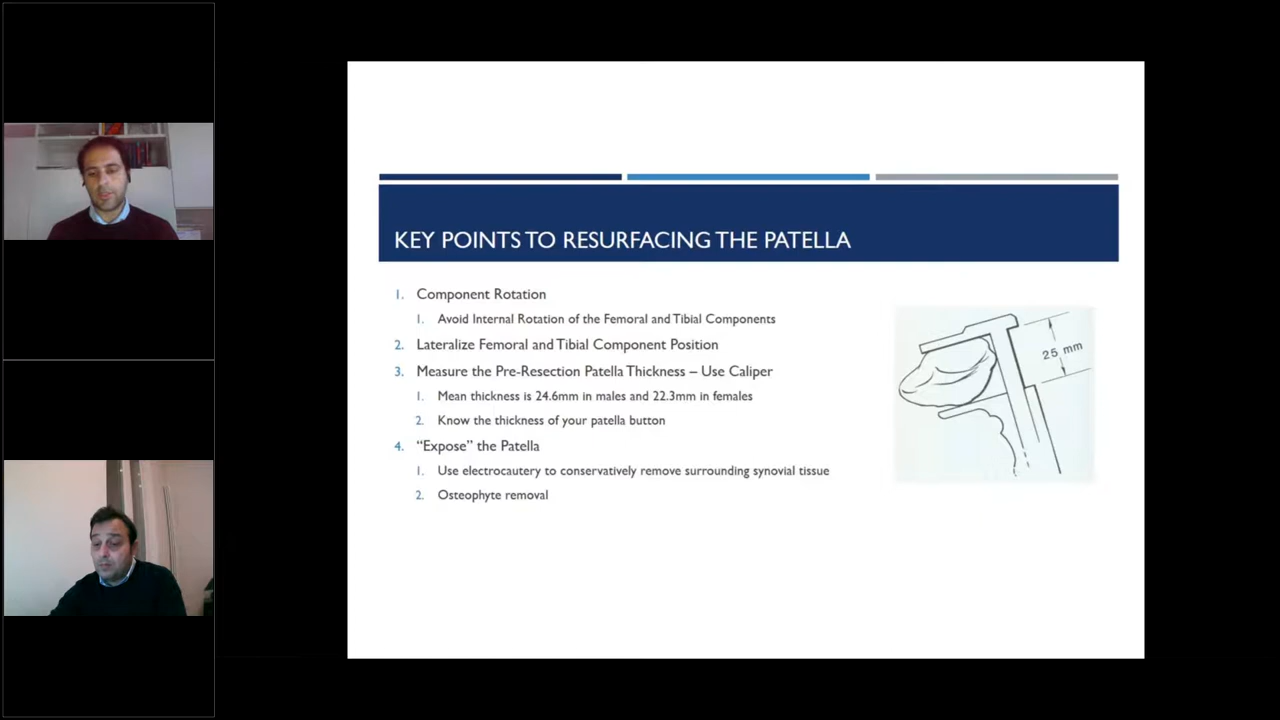 KEY POINTS TO RESURFACING THE PATELLA
1. Component Rotation
1. Avoid Internal Rotation of the Femoral and Tibial Components
2. Lateralize Femoral and Tibial Component Position
3. Measure the Pre-Resection Patella Thickness – Use Caliper
1. Mean thickness is 24.6mm in males and 22.3mm in females
2. Know the thickness of your patella button
4. “Expose” the Patella
1. Use electrocautery to conservatively remove surrounding synovial tissue
2. Osteophyte removal
25 mm